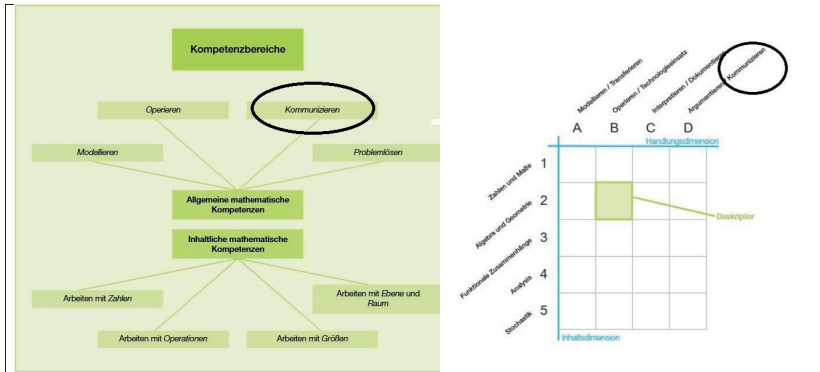 Kompetenzbereiche
Operieren
Kommunizieren
Modellieren
Problemlösen
Allgemeine mathematische
Kompetenzen
Inhaltliche mathematische
Kompetenzen
Arbeiten mit Zahlen
Arbeiten mit Ebene und
Raum
Arbeiten mit Operationen
Arbeiten mit Größen
Modellieren / Transferieren
Operieren / Technologieeinsatz
Interpretieren / Dokumentieren
Argumentieren / Kommunizieren
A B C D
Handlungsdimension
Zahlen und Maße 1
Algebra und Geometrie 2
Deskriptor
Funktionale Zusammenhänge 3
Analysis 4
Stochastik 5
Inhaltsdimension